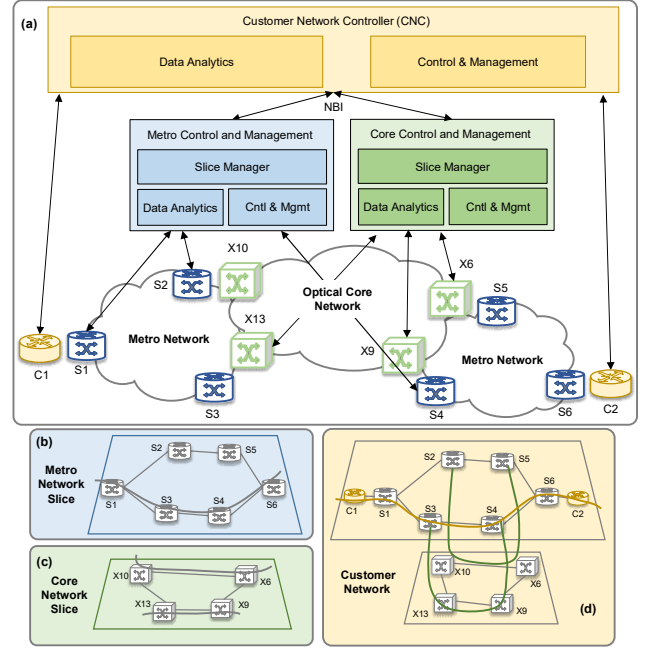 (a)
Customer Network Controller (CNC)
Data Analytics
Control & Management
NBI
Metro Control and Management
Slice Manager
Data Analytics
Cntl & Mgmt
Core Control and Management
Slice Manager
Data Analytics
Cntl & Mgmt
X10
X6
S2
Optical Core
Network
S5
X13
Metro Network
X9
Metro Network
C1
S1
S3
S4
S6
C2
(b)
Metro
Network
Slice
S2
S5
S1
S3
S4
S6
(c)
Core
Network
Slice
X10
X6
X13
X9
S2
S5
S6
C1
S1
S3
S4
C2
Customer
Network
X10
X6
X13
X9
(d)